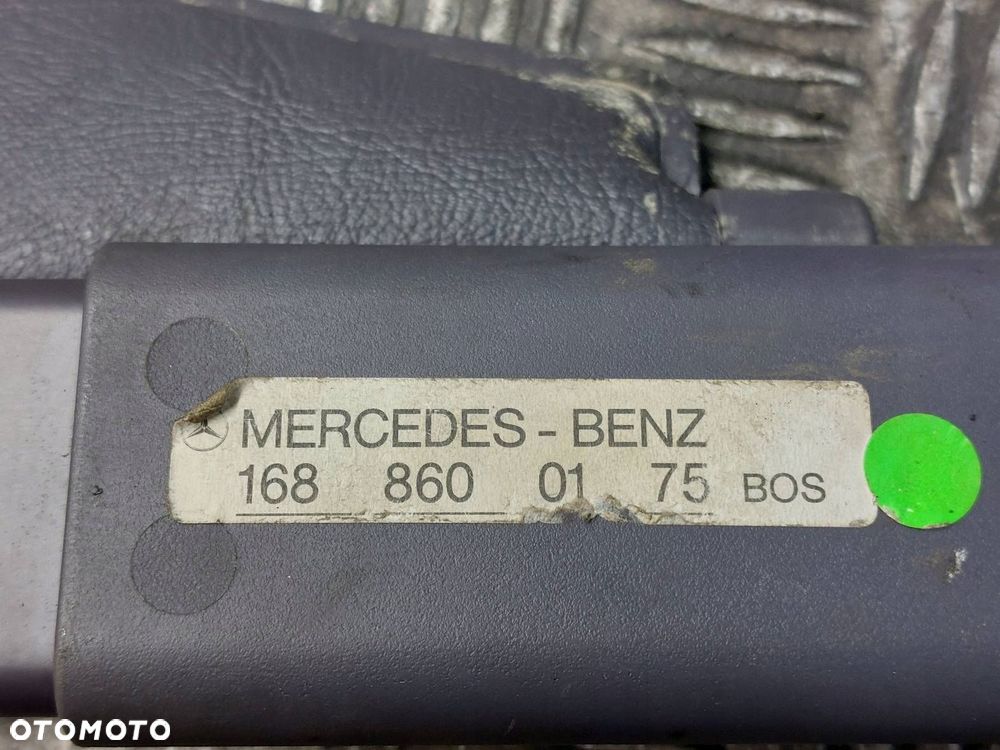 MERCEDES - BENZ
168 860 01 75 BOS
OTOMOTO